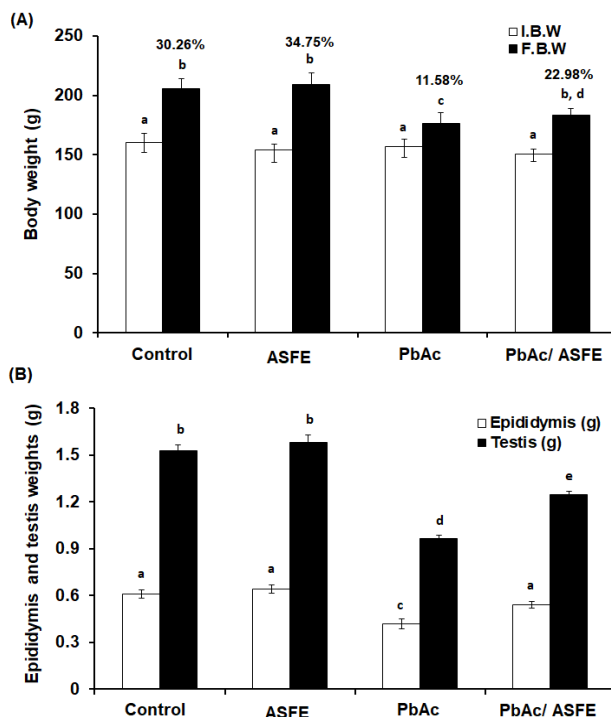 (A)
I.B.W
F.B.W
30.26% 34.75% 11.58% 22.98%
b b c b, d
a a a a
Body weight (g)
250
200
150
100
50
0
Control ASFE PbAc PbAc/ ASFE
(B)
Epididymis (g)
Testis (g)
b b d e
a a c a
Epididymis and testis weights (g)
1.8
1.5
1.2
0.9
0.6
0.3
0
Control ASFE PbAc PbAc/ ASFE